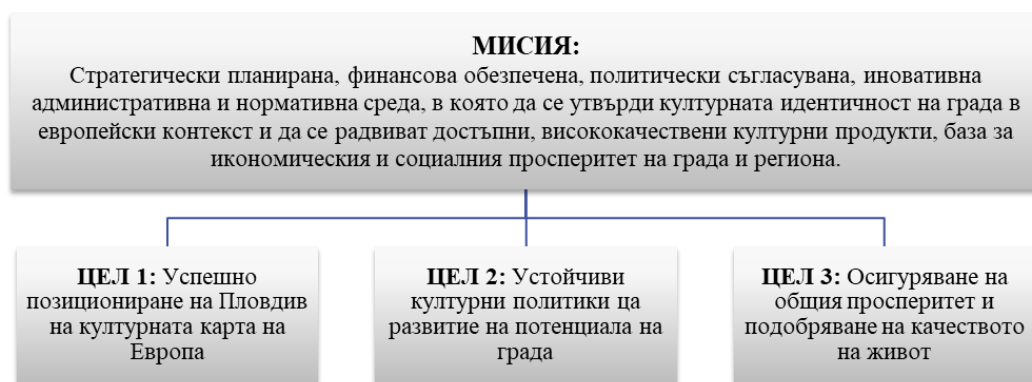 МИСИЯ:
Стратегически планирана, финансова обезпечена, политически съгласувана, иновативна
административна и нормативна среда, в която да се утвърди културната идентичност на града в
европейски контекст и да се радвиват достъпни, висококачествени културни продукти, база за
икономическия и социалния просперитет на града и региона.
ЦЕЛ 1: Успешно
позициониране на Пловдив
на културната карта на
Европа
ЦЕЛ 2: Устойчиви
културни политики ца
развитие на потенциала на
града
ЦЕЛ 3: Осигуряване на
общия просперитет и
подобряване на качеството
на живот